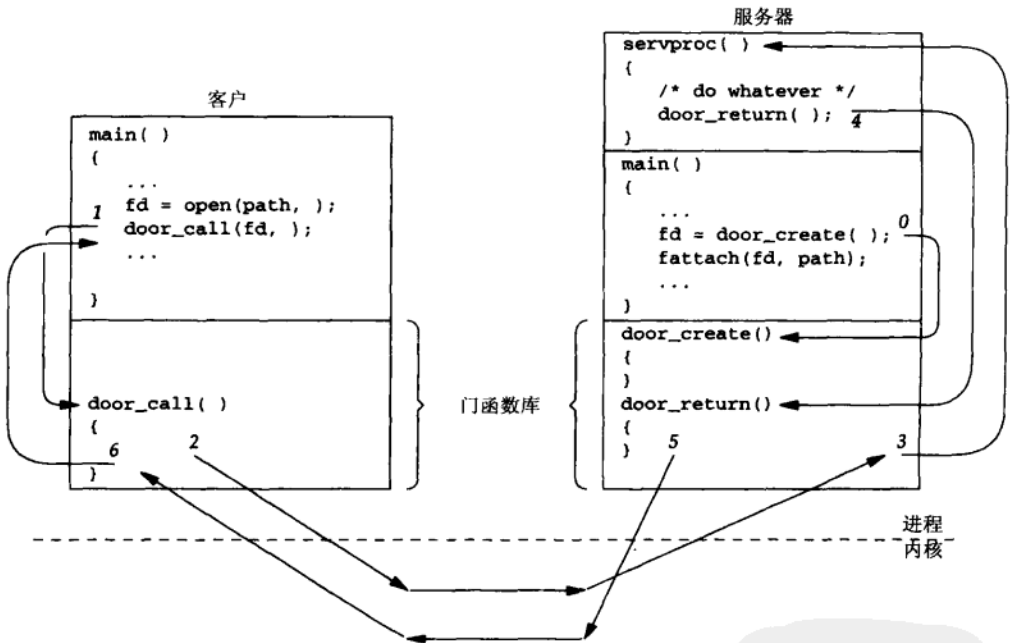 服务器
servproc( )
{
/* do whatever */
door_return( ); 4
}
main( )
{
...
fd = door_create( ); 0
fattach(fd, path);
...
}
door_create()
{
}
door_return()
{
5 3
}
客户
main( )
{
...
1 fd = open(path, );
door_call(fd, );
...
}
door_call( )
{
6 2
}
门函数库
进程
内核